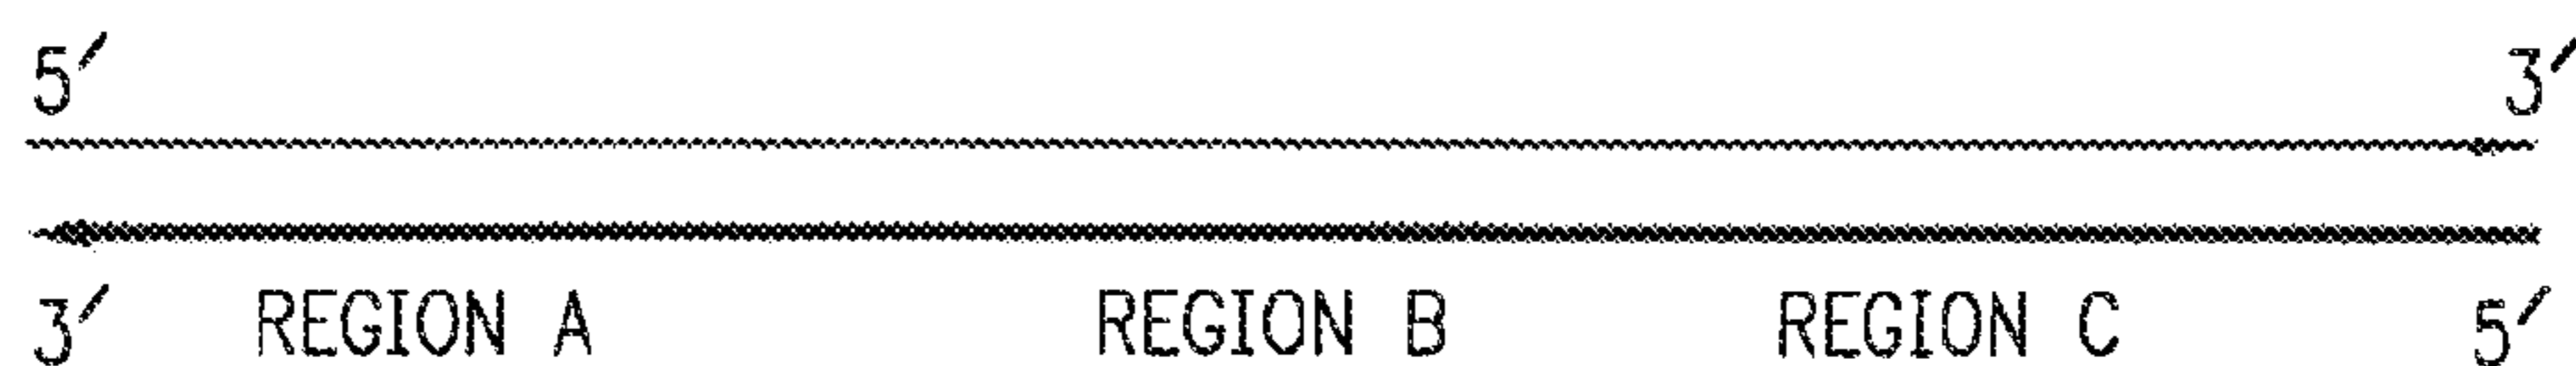 5′ 3′
3′ REGION A REGION B REGION C 5′